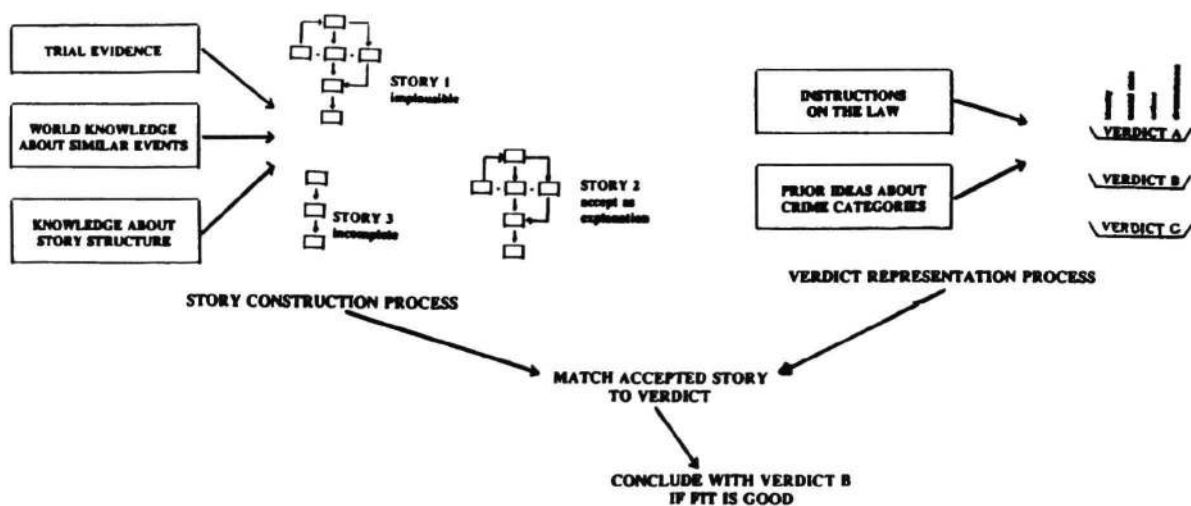 TRIAL EVIDENCE
WORLD KNOWLEDGE
ABOUT SIMILAR EVENTS
KNOWLEDGE ABOUT
STORY STRUCTURE
STORY 1
implausible
STORY 3
incomplete
STORY 2
accept as
explanation
STORY CONSTRUCTION PROCESS
INSTRUCTIONS
ON THE LAW
PRIOR IDEAS ABOUT
CRIME CATEGORIES
VERDICT A
VERDICT B
VERDICT C
VERDICT REPRESENTATION PROCESS
MATCH ACCEPTED STORY
TO VERDICT
CONCLUDE WITH VERDICT B
IF FIT IS GOOD